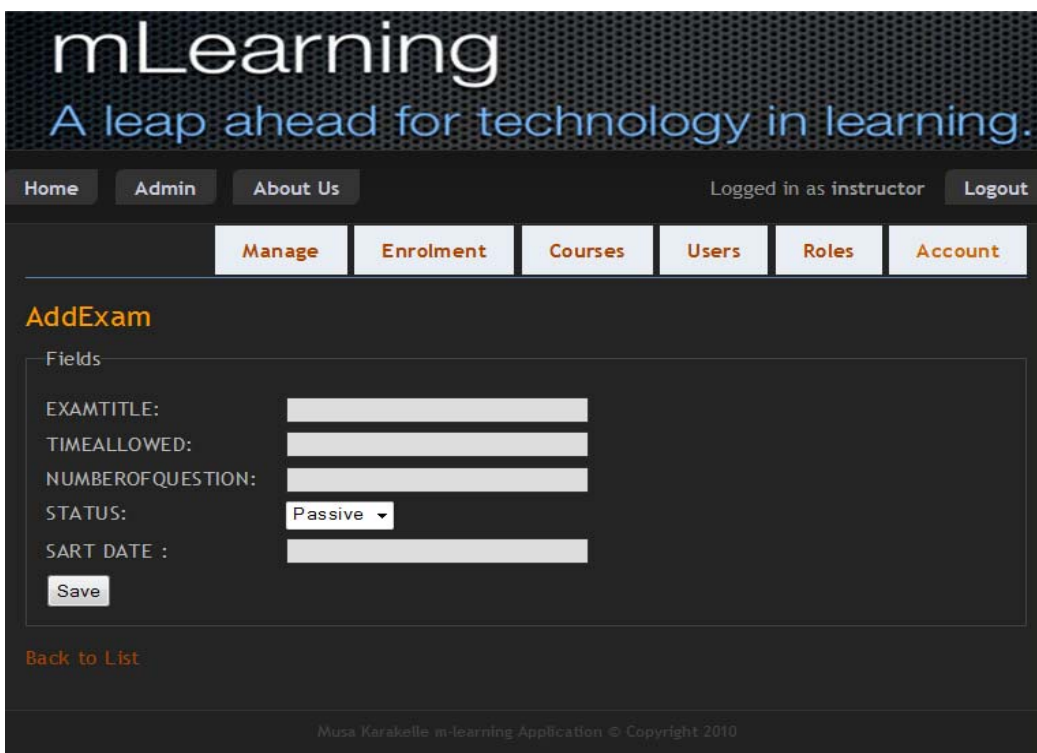 mLearning
A leap ahead for technology in learning.
Home Admin About Us Logged in as instructor Logout
Manage Enrolment Courses Users Roles Account
AddExam
Fields
EXAMTITLE:
TIMEALLOWED:
NUMBEROFQUESTION:
STATUS: Passive
SART DATE :
Save
Back to List
Musa Karakelle m-learning Application © Copyright 2010